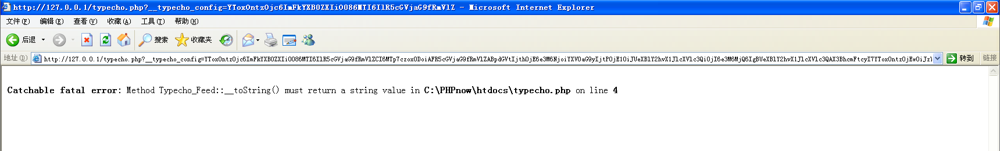 http://127.0.0.1/typecho.php?__typecho_config=YToxOntzOjc6ImFkYXB0ZXIiO086MTI6IlR5cGVjaG9fRmVlZ - Microsoft Internet Explorer
文件(F) 编辑(E) 查看(V) 收藏(A) 工具(T) 帮助(H)
后退 搜索 收藏夹
地址(D) http://127.0.0.1/typecho.php?__typecho_config=YToxOntzOjc6ImFkYXB0ZXIiO086MTI6IlR5cGVjaG9fRmVlZCI6MTp7czoxODoiAFR5cGVjaG9fRmVlZABpdGVtIjthOjE6e3M6NjoiYXV0aG9yIjtPOjE1OiJUeXBlY2hvX1JlcXVlc3QiOjI6e3M6MjQ6IgBUeXBlY2hvX1JlcXVlc3QAX3BhcmFtcyI7YToxOntzOjEwOiJzY 转到 链接
Catchable fatal error: Method Typecho_Feed::__toString() must return a string value in C:\PHPnow\htdocs\typecho.php on line 4